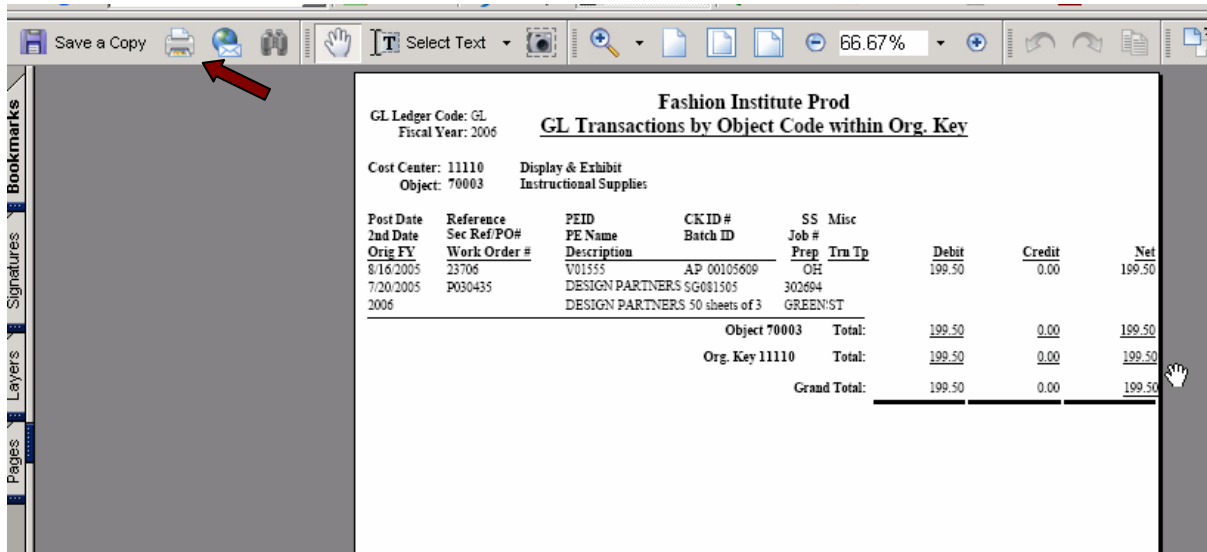 Save a Copy Select Text 66.67%
Bookmarks
Signatures
Layers
Pages
Fashion Institute Prod
GL Ledger Code: GL
Fiscal Year: 2006
GL Transactions by Object Code within Org. Key
Cost Center: 11110 Display & Exhibit
Object: 70003 Instructional Supplies
Post Date Reference PEID CK ID # SS Misc
2nd Date Sec Ref/PO# PE Name Batch ID Job #
Orig FY Work Order # Description Prep Trn Tp Debit Credit Net
8/16/2005 23706 V01555 AP 00105609 OH 199.50 0.00 199.50
7/20/2005 P030435 DESIGN PARTNERS SG081505 302694
2006 DESIGN PARTNERS 50 sheets of 3 GREEN ST
Object 70003 Total: 199.50 0.00 199.50
Org. Key 11110 Total: 199.50 0.00 199.50
Grand Total: 199.50 0.00 199.50